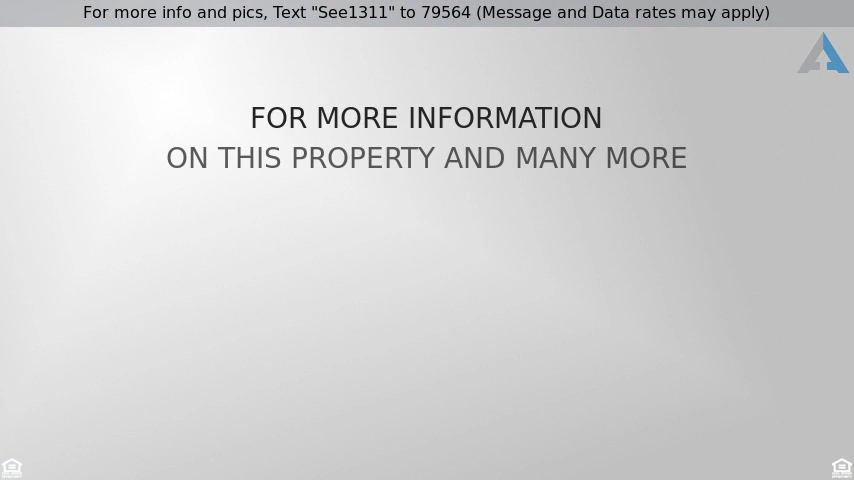 For more info and pics, Text "See1311" to 79564 (Message and Data rates may apply)
FOR MORE INFORMATION
ON THIS PROPERTY AND MANY MORE